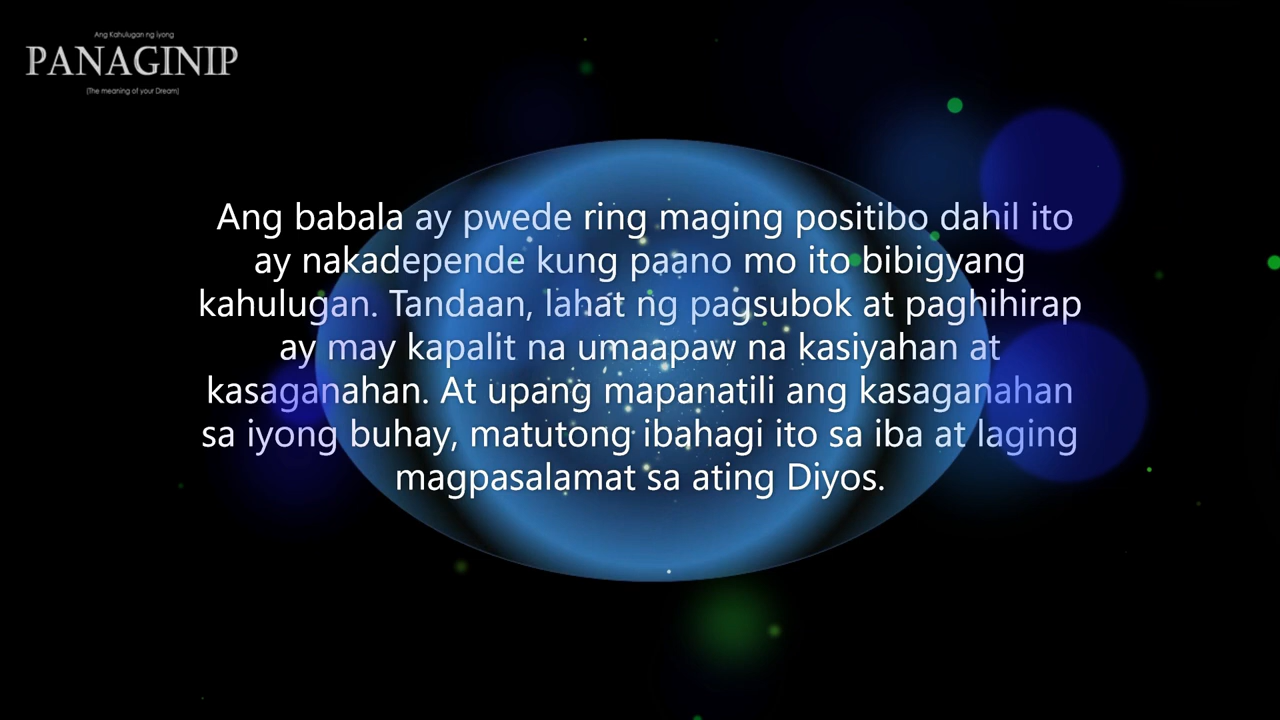 Ang Kahulugan ng iyong
PANAGINIP
(The meaning of your Dream)
Ang babala ay pwede ring maging positibo dahil ito
ay nakadepende kung paano mo ito bibigyang
kahulugan. Tandaan, lahat ng pagsubok at paghihirap
ay may kapalit na umaapaw na kasiyahan at
kasaganahan. At upang mapanatili ang kasaganahan
sa iyong buhay, matutong ibahagi ito sa iba at laging
magpasalamat sa ating Diyos.